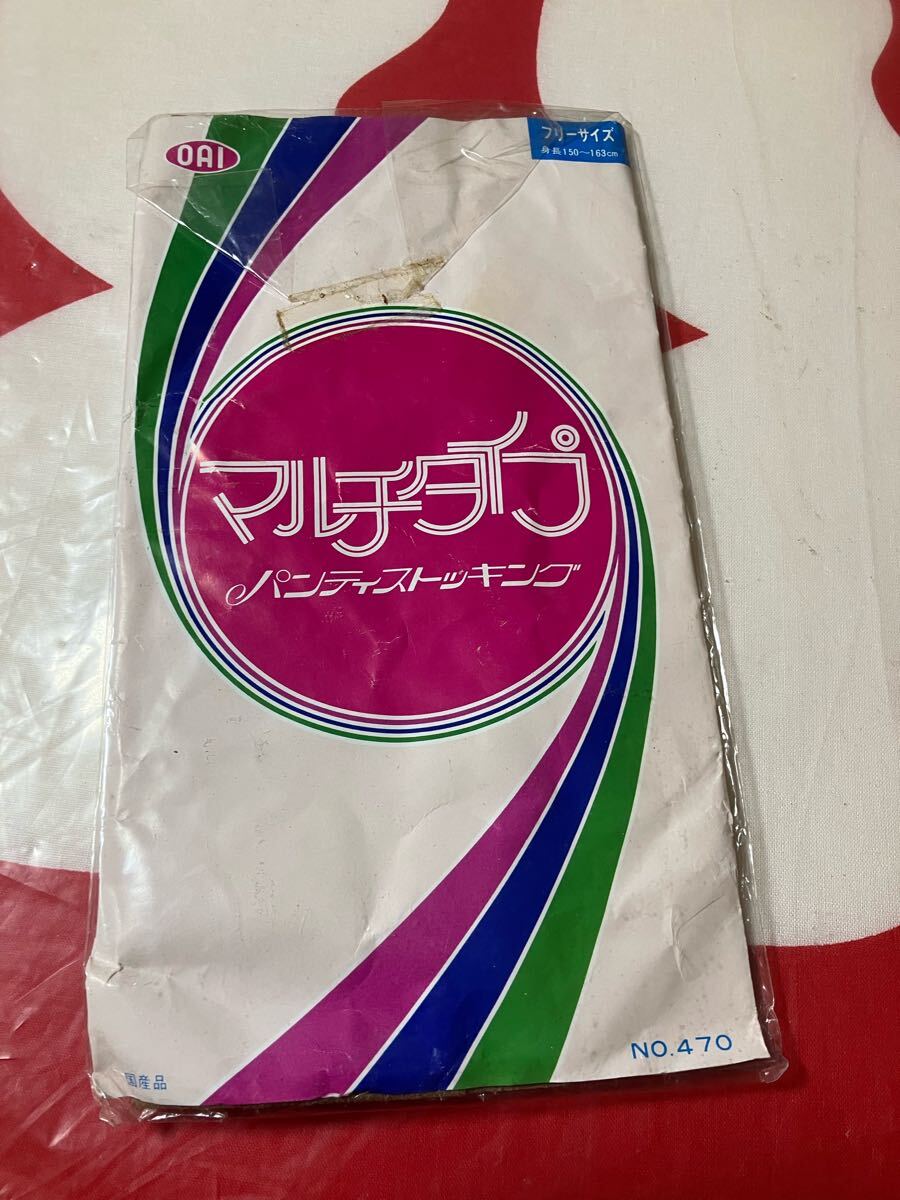 OAI
フリーサイズ
身長150〜163cm
マルチタイプ
パンティストッキング
NO.470
国産品